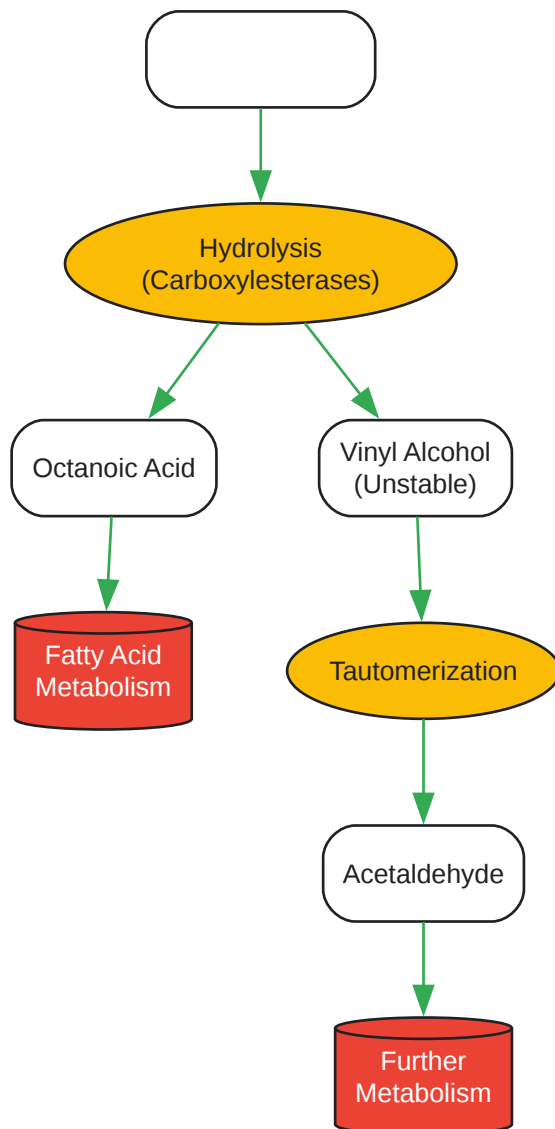 Hydrolysis
(Carboxylesterases)
Octanoic Acid
Vinyl Alcohol
(Unstable)
Fatty Acid
Metabolism
Tautomerization
Acetaldehyde
Further
Metabolism